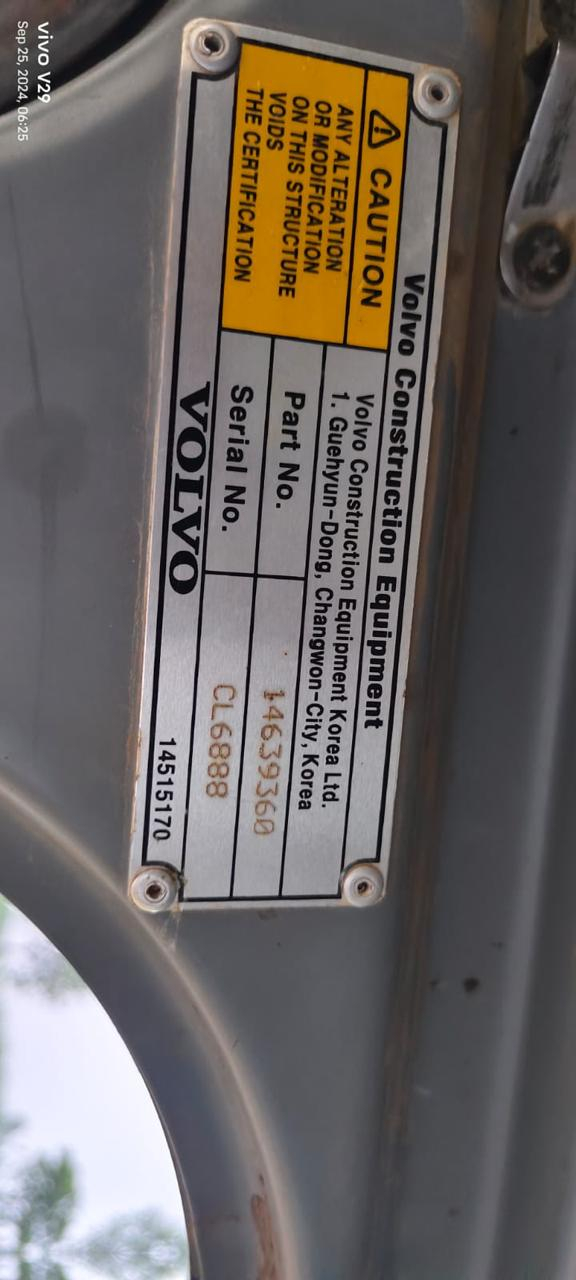 Volvo Construction Equipment
⚠ CAUTION
ANY ALTERATION
OR MODIFICATION
ON THIS STRUCTURE
VOIDS
THE CERTIFICATION
Volvo Construction Equipment Korea Ltd.
1. Guehyun-Dong, Changwon-City, Korea
Part No. 14639360
Serial No. CL6888
VOLVO
14515170
vivo V29
Sep 25, 2024, 06:25